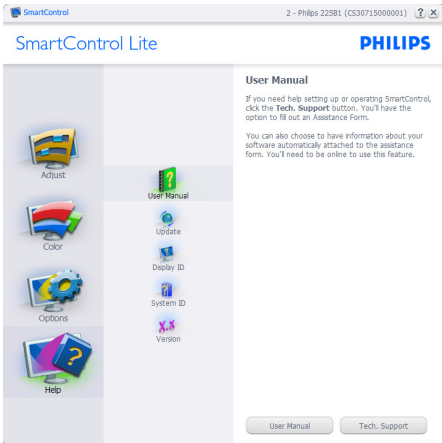 SmartControl
2 - Philips 225B1 (CS30715000001)
? X
SmartControl Lite
PHILIPS
Adjust
Color
Options
Help
User Manual
Update
Display ID
System ID
X.X
Version
User Manual
If you need help setting up or operating SmartControl,
click the Tech. Support button. You'll have the
option to fill out an Assistance Form.
You can also choose to have information about your
software automatically attached to the assistance
form. You'll need to be online to use this feature.
User Manual
Tech. Support